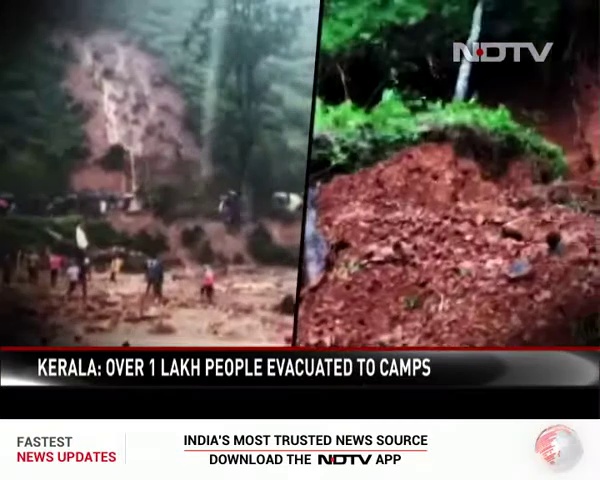 NDTV
KERALA: OVER 1 LAKH PEOPLE EVACUATED TO CAMPS
FASTEST
NEWS UPDATES
INDIA'S MOST TRUSTED NEWS SOURCE
DOWNLOAD THE NDTV APP